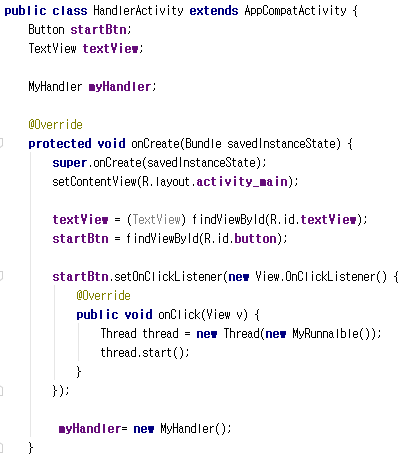 public class HandlerActivity extends AppCompatActivity {
Button startBtn;
TextView textView;
MyHandler myHandler;
@Override
protected void onCreate(Bundle savedInstanceState) {
super.onCreate(savedInstanceState);
setContentView(R.layout.activity_main);
textView = (TextView) findViewById(R.id.textView);
startBtn = findViewById(R.id.button);
startBtn.setOnClickListener(new View.OnClickListener() {
@Override
public void onClick(View v) {
Thread thread = new Thread(new MyRunnalble());
thread.start();
}
});
myHandler= new MyHandler();
}